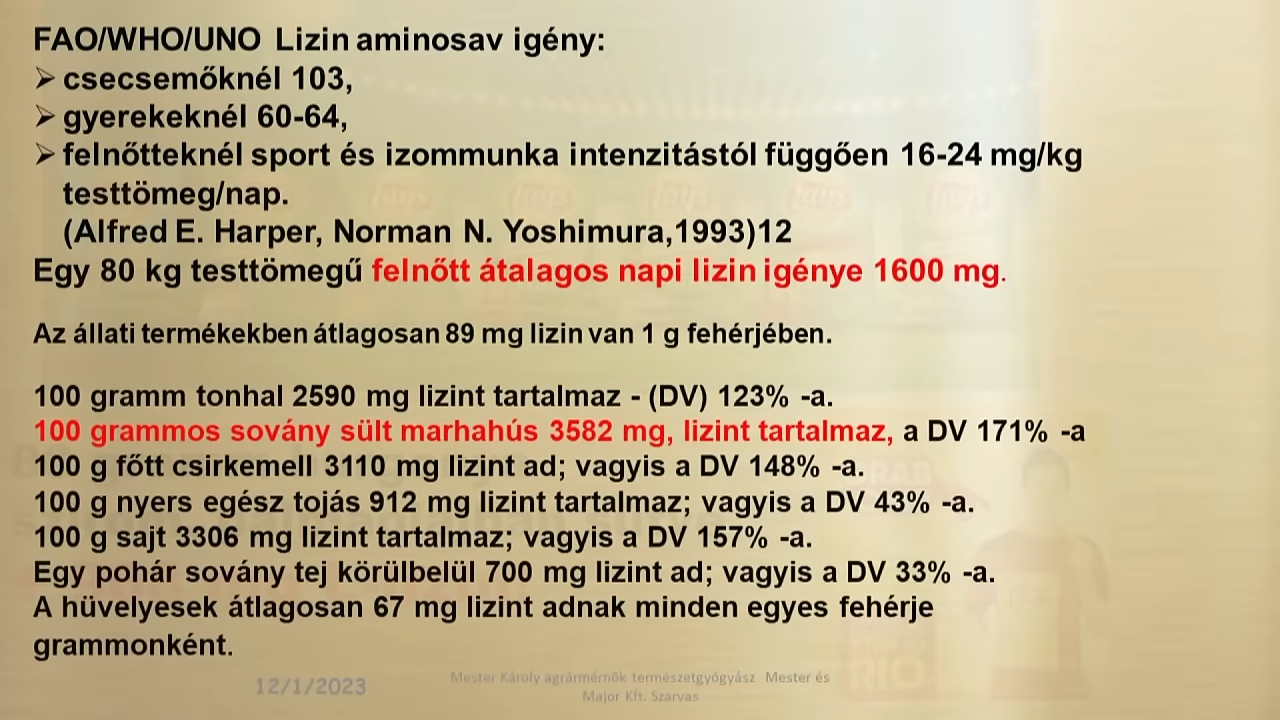 FAO/WHO/UNO Lizin aminosav igény:
➢ csecsemőknél 103,
➢ gyerekeknél 60-64,
➢ felnőtteknél sport és izommunka intenzitástól függően 16-24 mg/kg
testtömeg/nap.
(Alfred E. Harper, Norman N. Yoshimura,1993)12
Egy 80 kg testtömegű felnőtt átalagos napi lizin igénye 1600 mg.
Az állati termékekben átlagosan 89 mg lizin van 1 g fehérjében.
100 gramm tonhal 2590 mg lizint tartalmaz - (DV) 123% -a.
100 grammos sovány sült marhahús 3582 mg, lizint tartalmaz, a DV 171% -a
100 g főtt csirkemell 3110 mg lizint ad; vagyis a DV 148% -a.
100 g nyers egész tojás 912 mg lizint tartalmaz; vagyis a DV 43% -a.
100 g sajt 3306 mg lizint tartalmaz; vagyis a DV 157% -a.
Egy pohár sovány tej körülbelül 700 mg lizint ad; vagyis a DV 33% -a.
A hüvelyesek átlagosan 67 mg lizint adnak minden egyes fehérje
grammonként.
12/1/2023
Mester Károly agrármérnök természetgyógyász Mester és
Major Kft. Szarvas
RIO